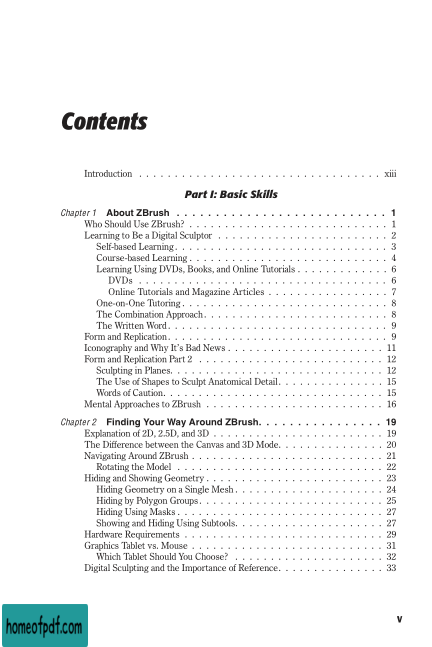 Contents
Introduction . . . . . . . . . . . . . . . . . . . . . . . . . . . . . . . . . xiii
Part I: Basic Skills
Chapter 1 About ZBrush . . . . . . . . . . . . . . . . . . . . . . . . . . . 1
Who Should Use ZBrush? . . . . . . . . . . . . . . . . . . . . . . . . . . . 1
Learning to Be a Digital Sculptor . . . . . . . . . . . . . . . . . . . . . . . 2
Self-based Learning. . . . . . . . . . . . . . . . . . . . . . . . . . . . 3
Course-based Learning . . . . . . . . . . . . . . . . . . . . . . . . . . 4
Learning Using DVDs, Books, and Online Tutorials . . . . . . . . . . . . 6
DVDs . . . . . . . . . . . . . . . . . . . . . . . . . . . . . . . . . 6
Online Tutorials and Magazine Articles . . . . . . . . . . . . . . . . 7
One-on-One Tutoring . . . . . . . . . . . . . . . . . . . . . . . . . . . 8
The Combination Approach. . . . . . . . . . . . . . . . . . . . . . . . 8
The Written Word. . . . . . . . . . . . . . . . . . . . . . . . . . . . . 9
Form and Replication. . . . . . . . . . . . . . . . . . . . . . . . . . . . . 9
Iconography and Why It's Bad News . . . . . . . . . . . . . . . . . . . . . 11
Form and Replication Part 2 . . . . . . . . . . . . . . . . . . . . . . . . . 12
Sculpting in Planes. . . . . . . . . . . . . . . . . . . . . . . . . . . . 12
The Use of Shapes to Sculpt Anatomical Detail. . . . . . . . . . . . . . 15
Words of Caution. . . . . . . . . . . . . . . . . . . . . . . . . . . . . 15
Mental Approaches to ZBrush . . . . . . . . . . . . . . . . . . . . . . . . 16
Chapter 2 Finding Your Way Around ZBrush. . . . . . . . . . . . . . . . 19
Explanation of 2D, 2.5D, and 3D . . . . . . . . . . . . . . . . . . . . . . . 19
The Difference between the Canvas and 3D Mode. . . . . . . . . . . . . . 20
Navigating Around ZBrush . . . . . . . . . . . . . . . . . . . . . . . . . . 21
Rotating the Model . . . . . . . . . . . . . . . . . . . . . . . . . . . . 22
Hiding and Showing Geometry . . . . . . . . . . . . . . . . . . . . . . . . 23
Hiding Geometry on a Single Mesh . . . . . . . . . . . . . . . . . . . . 24
Hiding by Polygon Groups. . . . . . . . . . . . . . . . . . . . . . . . . 25
Hiding Using Masks . . . . . . . . . . . . . . . . . . . . . . . . . . . . 27
Showing and Hiding Using Subtools. . . . . . . . . . . . . . . . . . . . 27
Hardware Requirements . . . . . . . . . . . . . . . . . . . . . . . . . . . 29
Graphics Tablet vs. Mouse . . . . . . . . . . . . . . . . . . . . . . . . . . 31
Which Tablet Should You Choose? . . . . . . . . . . . . . . . . . . . . 32
Digital Sculpting and the Importance of Reference. . . . . . . . . . . . . . 33
v
homeofpdf.com